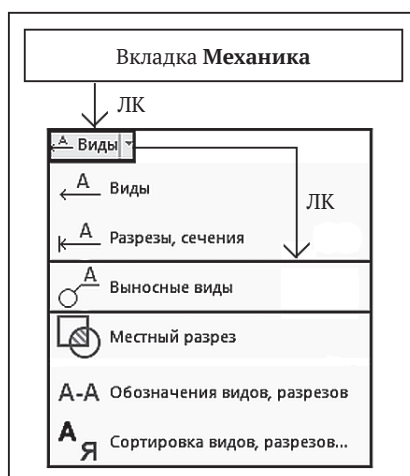 Вкладка Механика
ЛК
А Виды
А Виды
ЛК
А Разрезы, сечения
А Выносные виды
Местный разрез
А-А Обозначения видов, разрезов
А Я Сортировка видов, разрезов...